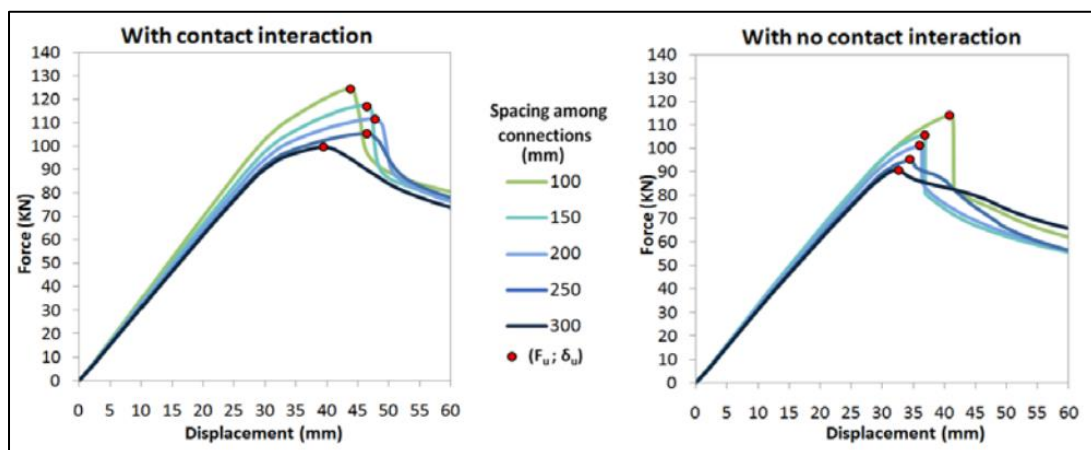 With contact interaction
140
130
120
110
100
90
80
70
60
50
40
30
20
10
0
Force (KN)
0 5 10 15 20 25 30 35 40 45 50 55 60
Displacement (mm)
Spacing among
connections
(mm)
100
150
200
250
300
(Fu ; δu)
With no contact interaction
140
130
120
110
100
90
80
70
60
50
40
30
20
10
0
Force (KN)
0 5 10 15 20 25 30 35 40 45 50 55 60
Displacement (mm)